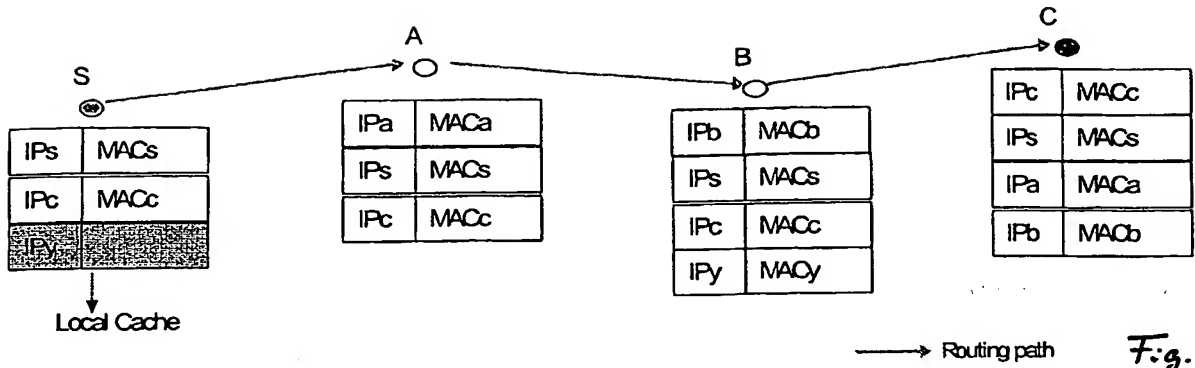 S
IPs MACs
IPc MACc
IPy
Local Cache
A
IPa MACa
IPs MACs
IPc MACc
B
IPb MACb
IPs MACs
IPc MACc
IPy MACy
C
IPc MACc
IPs MACs
IPa MACa
IPb MACb
Routing path
Fig.